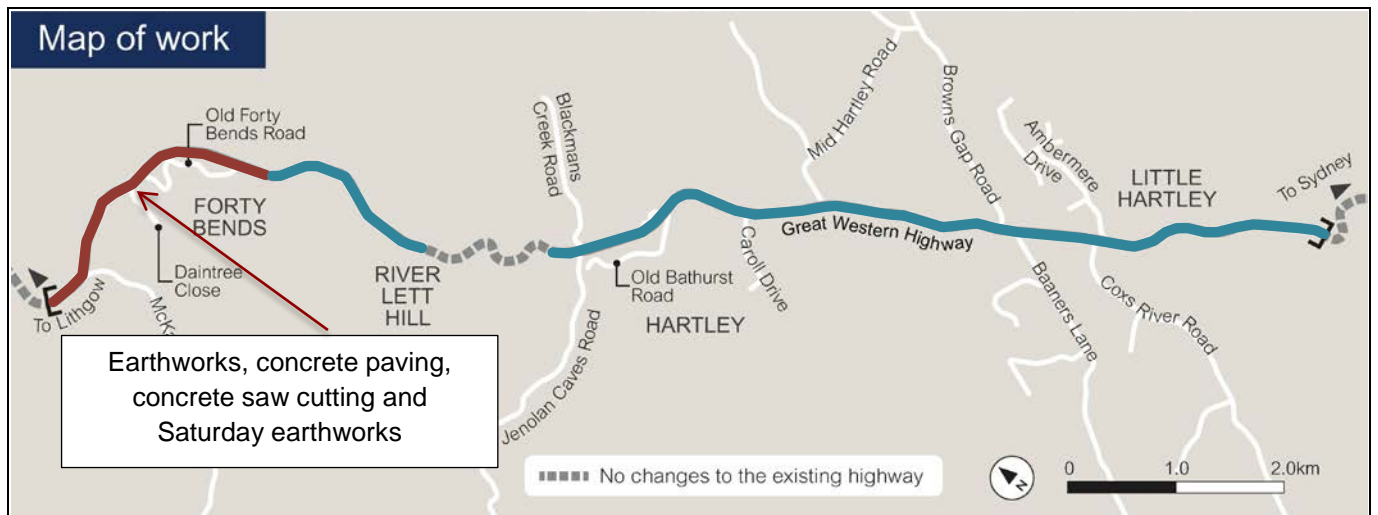 Map of work
Old Forty
Bends Road
FORTY
BENDS
Daintree
Close
To Lithgow
RIVER
LETT
HILL
Blackmans
Creek Road
Jenolan Caves Road
Old Bathurst
Road
HARTLEY
Caroll Drive
Great Western Highway
Mid Hartley Road
Browns Gap Road
Baaners Lane
Ambermere
Drive
Coxs River Road
LITTLE
HARTLEY
To Sydney
Earthworks, concrete paving,
concrete saw cutting and
Saturday earthworks
No changes to the existing highway
N
0 1.0 2.0km